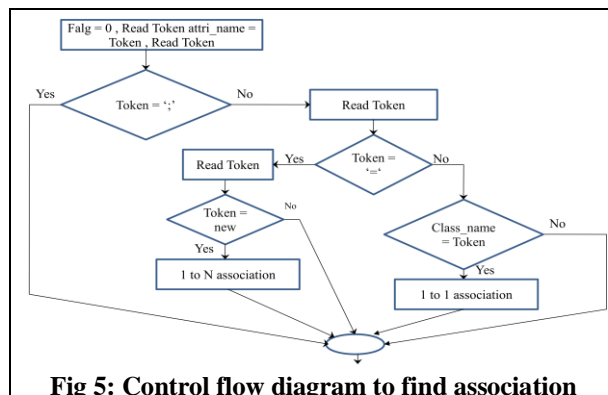 Falg = 0 , Read Token attri_name =
Token , Read Token
Yes
Token = ‘;’
No
Read Token
Read Token
Yes
Token =
‘=‘
No
Token =
new
No
Class_name
= Token
No
Yes
Yes
1 to N association
1 to 1 association
Fig 5: Control flow diagram to find association